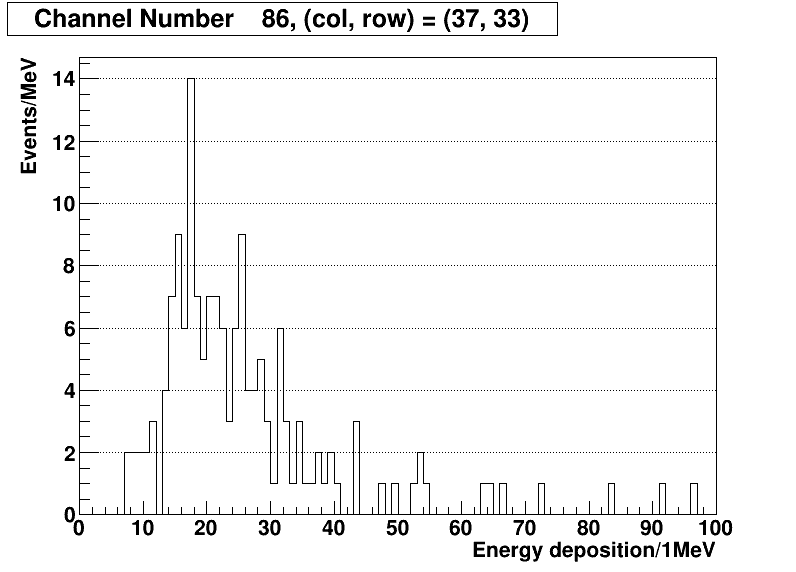 Channel Number 86, (col, row) = (37, 33)
Events/MeV
14
12
10
8
6
4
2
0
0 10 20 30 40 50 60 70 80 90 100
Energy deposition/1MeV